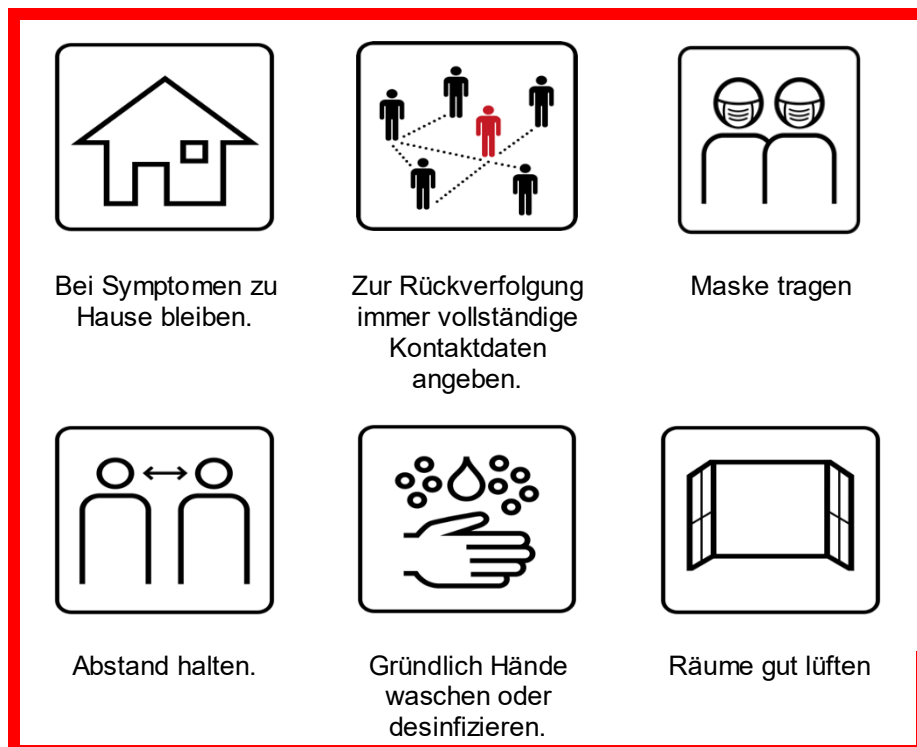 Bei Symptomen zu
Hause bleiben.
Zur Rückverfolgung
immer vollständige
Kontaktdaten
angeben.
Maske tragen
Abstand halten.
Gründlich Hände
waschen oder
desinfizieren.
Räume gut lüften